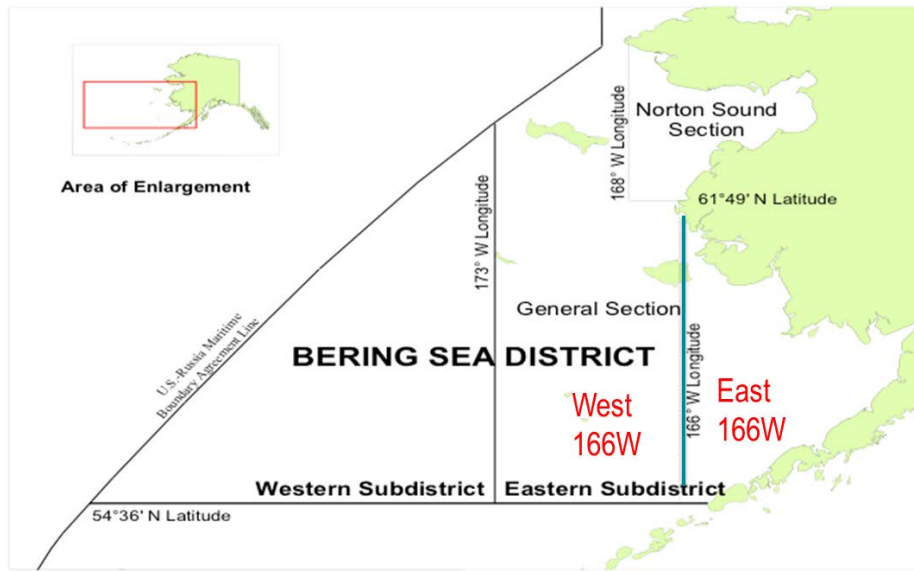 Area of Enlargement
168° W Longitude
Norton Sound
Section
61°49' N Latitude
173° W Longitude
General Section
U.S.-Russia Maritime
Boundary Agreement Line
BERING SEA DISTRICT
166° W Longitude
West
166W
East
166W
Western Subdistrict
Eastern Subdistrict
54°36' N Latitude